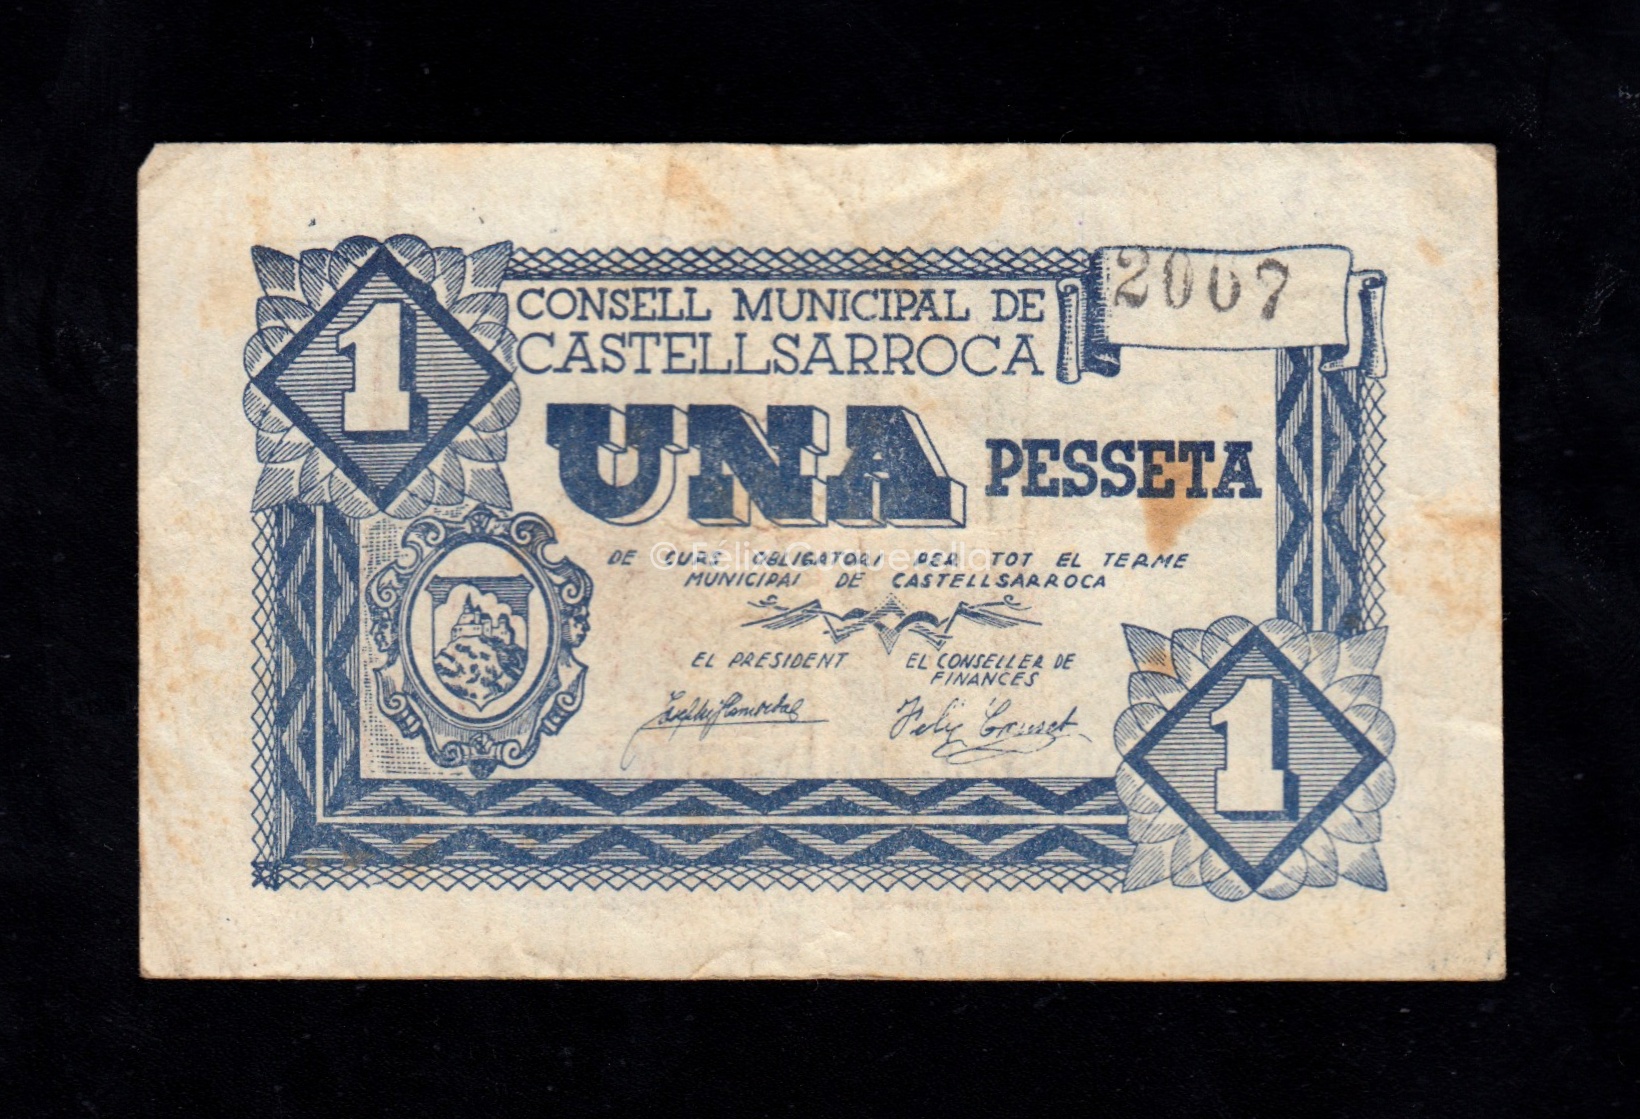 1
CONSELL MUNICIPAL DE
CASTELLSARROCA
2007
UNA PESSETA
DE CURS OBLIGATORI PER TOT EL TERME
MUNICIPAL DE CASTELLSARROCA
EL PRESIDENT
EL CONSELLER DE
FINANCES
Felip
1